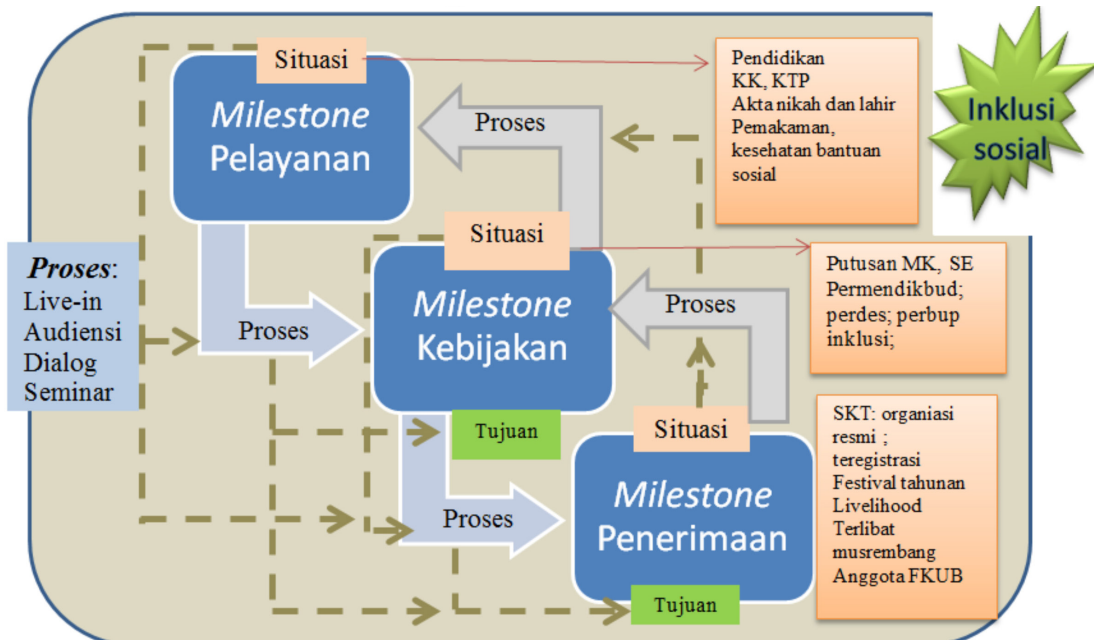 Situasi
Milestone
Pelayanan
Proses
Pendidikan
KK, KTP
Akta nikah dan lahir
Pemakaman,
kesehatan bantuan
sosial
Inklusi
sosial
Proses:
Live-in
Audiensi
Dialog
Seminar
Proses
Situasi
Milestone
Kebijakan
Proses
Putusan MK, SE
Permendikbud;
perdes; perbup
inklusi;
Tujuan
Situasi
Proses
Milestone
Penerimaan
Tujuan
SKT: organiasi
resmi ;
teregistrasi
Festival tahunan
Livelihood
Terlibat
musrembang
Anggota FKUB